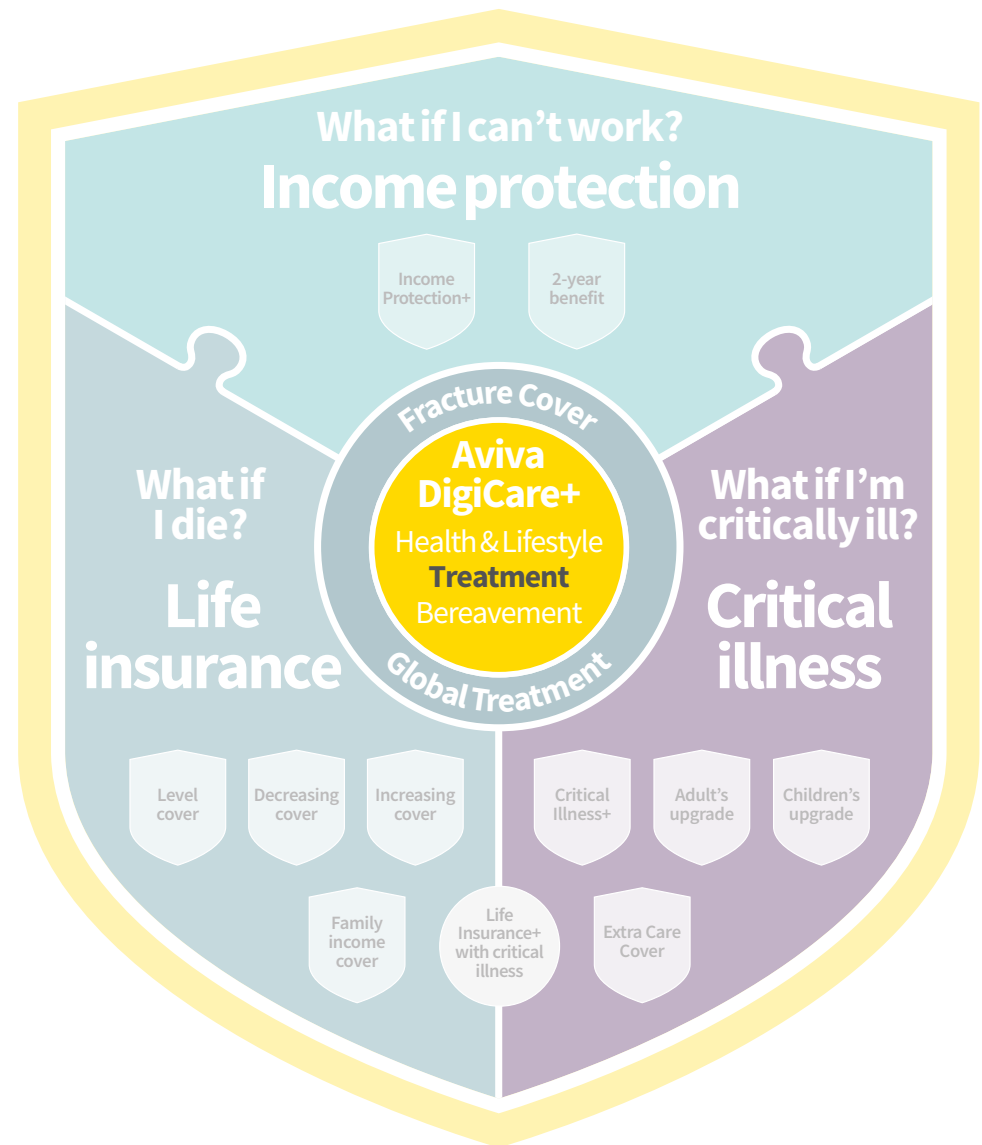 What if I can’t work?
Income protection
Income
Protection+
2-year
benefit
Fracture Cover
Aviva
DigiCare+
Health & Lifestyle
Treatment
Bereavement
Global Treatment
What if
I die?
Life
insurance
What if I’m
critically ill?
Critical
illness
Level
cover
Decreasing
cover
Increasing
cover
Critical
Illness+
Adult’s
upgrade
Children’s
upgrade
Family
income
cover
Life
Insurance+
with critical
illness
Extra Care
Cover